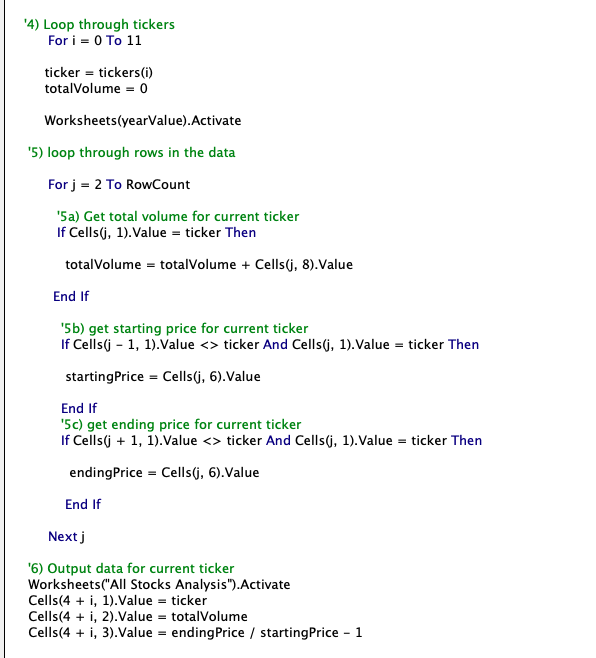 '4) Loop through tickers
For i = 0 To 11
ticker = tickers(i)
totalVolume = 0
Worksheets(yearValue).Activate
'5) loop through rows in the data
For j = 2 To RowCount
'5a) Get total volume for current ticker
If Cells(j, 1).Value = ticker Then
totalVolume = totalVolume + Cells(j, 8).Value
End If
'5b) get starting price for current ticker
If Cells(j - 1, 1).Value <> ticker And Cells(j, 1).Value = ticker Then
startingPrice = Cells(j, 6).Value
End If
'5c) get ending price for current ticker
If Cells(j + 1, 1).Value <> ticker And Cells(j, 1).Value = ticker Then
endingPrice = Cells(j, 6).Value
End If
Next j
'6) Output data for current ticker
Worksheets("All Stocks Analysis").Activate
Cells(4 + i, 1).Value = ticker
Cells(4 + i, 2).Value = totalVolume
Cells(4 + i, 3).Value = endingPrice / startingPrice - 1